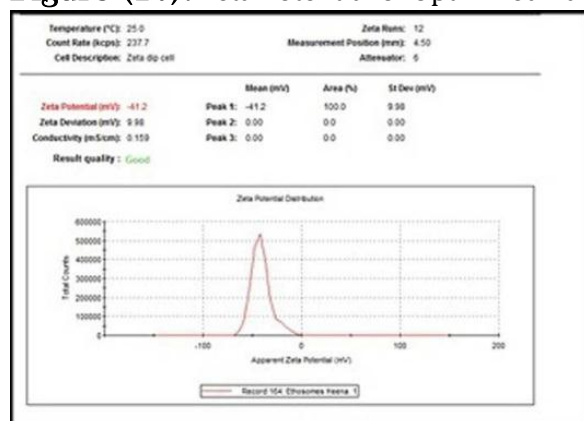 Temperature (°C): 25.0 Zeta Runs: 12
Count Rate (kcps): 237.7 Measurement Position (mm): 4.50
Cell Description: Zeta dip cell Attenuator: 6
Mean (mV) Area (%) St Dev (mV)
Zeta Potential (mV): -41.2 Peak 1: -41.2 100.0 9.98
Zeta Deviation (mV): 9.98 Peak 2: 0.00 0.0 0.00
Conductivity (mS/cm): 0.159 Peak 3: 0.00 0.0 0.00
Result quality : Good
Zeta Potential Distribution
600000
500000
400000
300000
200000
100000
0
Total Counts
-100 0 100 200
Apparent Zeta Potential (mV)
Record 164: Ethosomes Heena 1